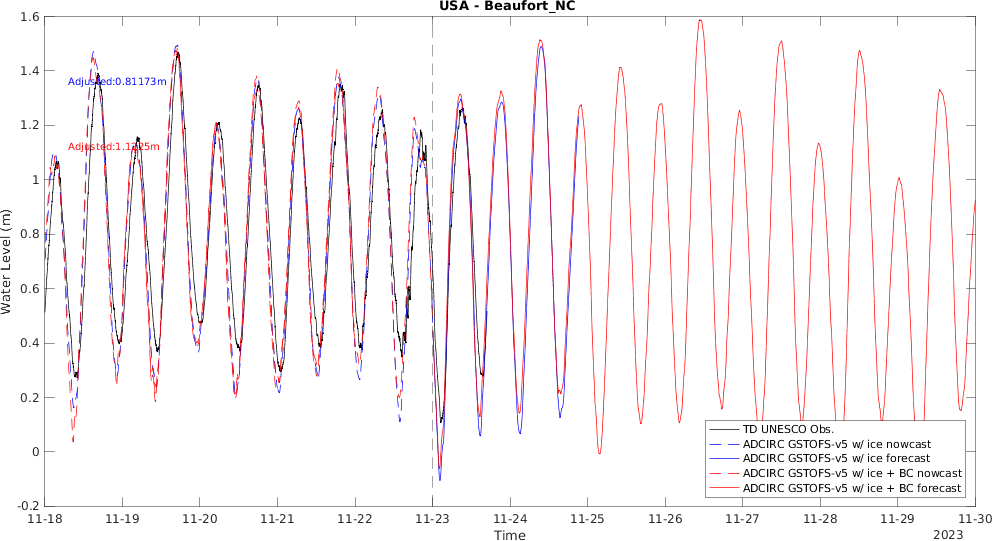 USA - Beaufort_NC
1.6
1.4
1.2
1
0.8
0.6
0.4
0.2
0
-0.2
Water Level (m)
Adjusted:0.81173m
TD UNESCO Obs.
ADCIRC GSTOFS-v5 w/ ice nowcast
ADCIRC GSTOFS-v5 w/ ice forecast
ADCIRC GSTOFS-v5 w/ ice + BC nowcast
ADCIRC GSTOFS-v5 w/ ice + BC forecast
11-18 11-19 11-20 11-21 11-22 11-23 11-24 11-25 11-26 11-27 11-28 11-29 11-30
Time
2023